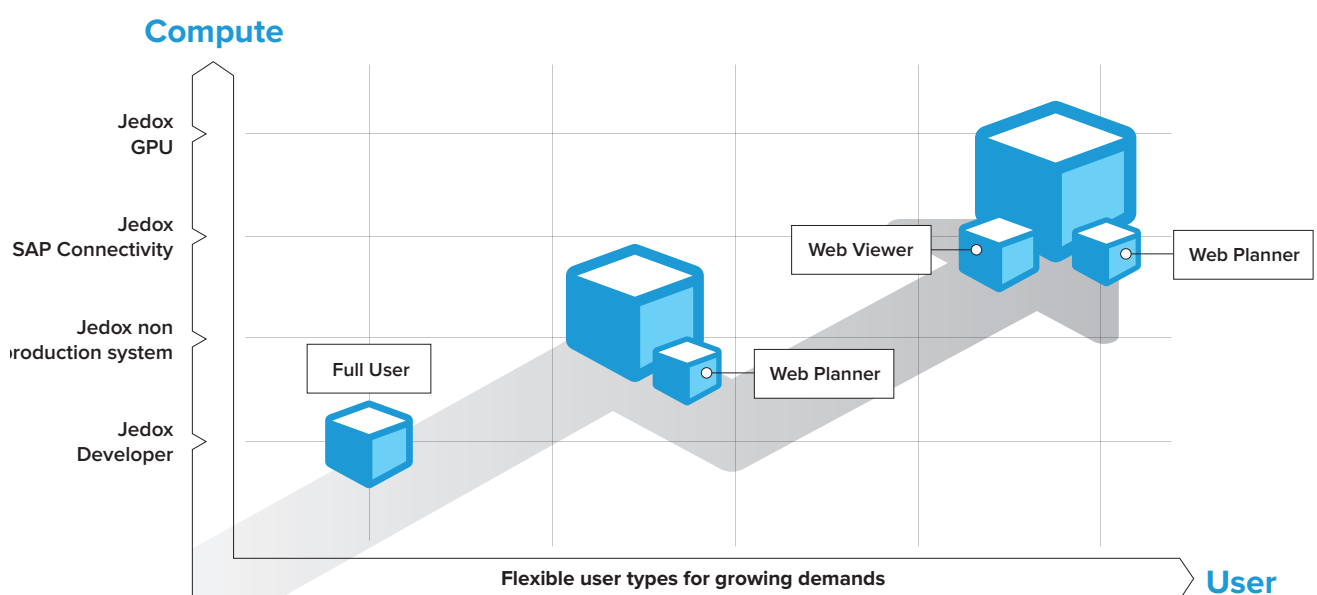 Compute
Jedox
GPU
Jedox
SAP Connectivity
Jedox non
production system
Jedox
Developer
Full User
Web Planner
Web Viewer
Web Planner
Flexible user types for growing demands
User